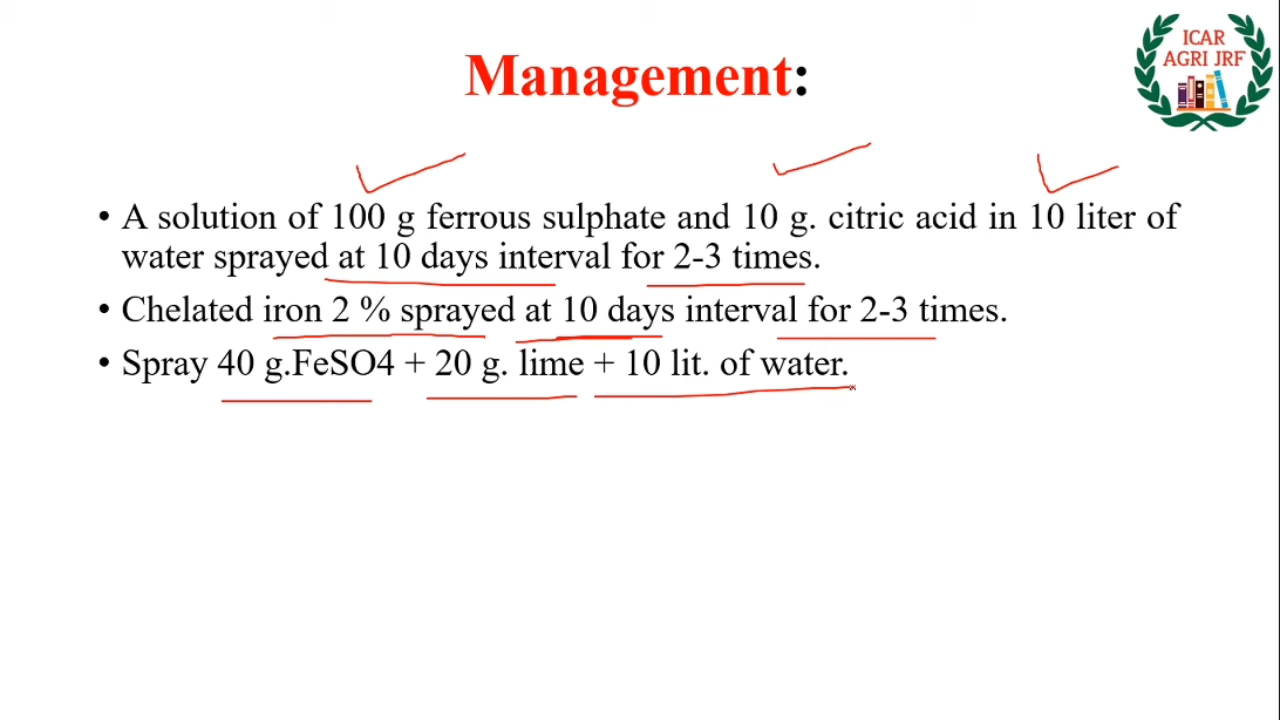 ICAR
AGRI JRF
Management:
• A solution of 100 g ferrous sulphate and 10 g. citric acid in 10 liter of
water sprayed at 10 days interval for 2-3 times.
• Chelated iron 2 % sprayed at 10 days interval for 2-3 times.
• Spray 40 g.FeSO4 + 20 g. lime + 10 lit. of water.